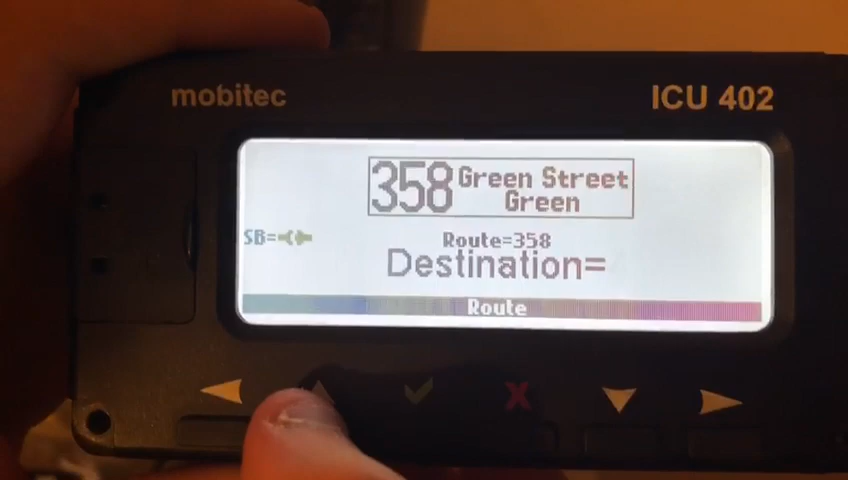 mobitec
ICU 402
358 Green Street
Green
SB=
Route=358
Destination=
Route